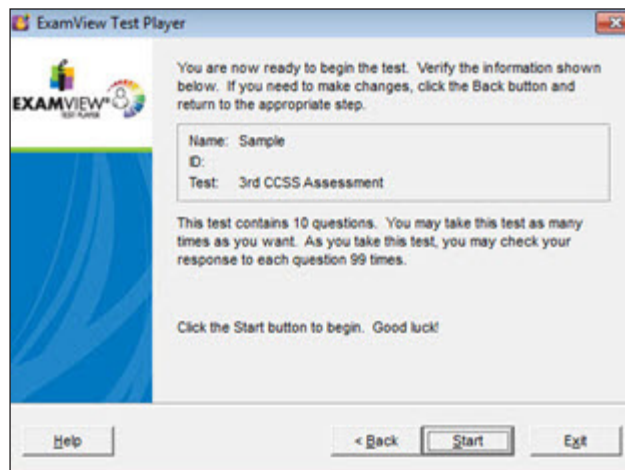 ExamView Test Player
EXAMVIEW®
TEST PLAYER
You are now ready to begin the test. Verify the information shown
below. If you need to make changes, click the Back button and
return to the appropriate step.
Name: Sample
ID:
Test: 3rd CCSS Assessment
This test contains 10 questions. You may take this test as many
times as you want. As you take this test, you may check your
response to each question 99 times.
Click the Start button to begin. Good luck!
Help
< Back
Start
Exit